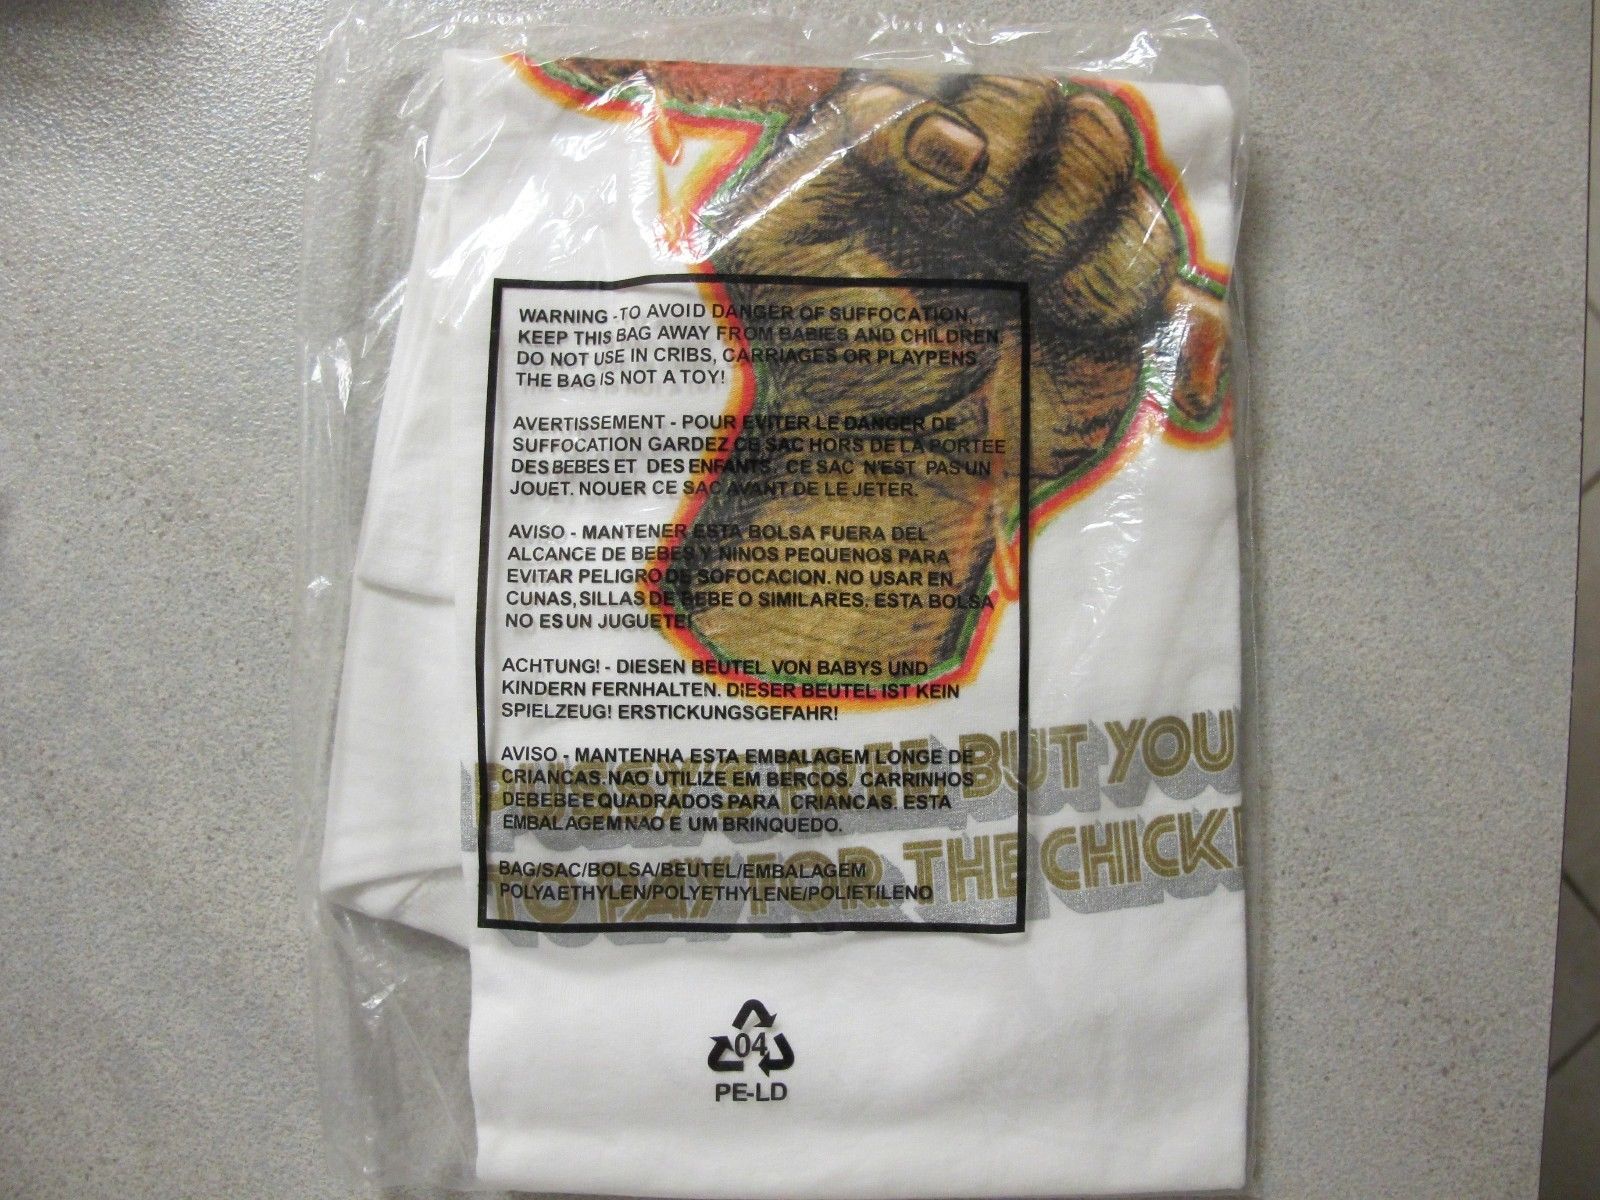 WARNING - TO AVOID DANGER OF SUFFOCATION,
KEEP THIS BAG AWAY FROM BABIES AND CHILDREN.
DO NOT USE IN CRIBS, CARRIAGES OR PLAYPENS.
THE BAG IS NOT A TOY!
AVERTISSEMENT - POUR EVITER LE DANGER DE
SUFFOCATION GARDEZ CE SAC HORS DE LA PORTEE
DES BEBES ET DES ENFANTS. CE SAC N'EST PAS UN
JOUET. NOUER CE SAC AVANT DE LE JETER.
AVISO - MANTENER ESTA BOLSA FUERA DEL
ALCANCE DE BEBES Y NINOS PEQUENOS PARA
EVITAR PELIGRO DE SOFOCACION. NO USAR EN
CUNAS, SILLAS DE BEBE O SIMILARES. ESTA BOLSA
NO ES UN JUGUETE!
ACHTUNG! - DIESEN BEUTEL VON BABYS UND
KINDERN FERNHALTEN. DIESER BEUTEL IST KEIN
SPIELZEUG! ERSTICKUNGSGEFAHR!
AVISO - MANTENHA ESTA EMBALAGEM LONGE DE
CRIANCAS. NAO UTILIZE EM BERCOS. CARRINHOS
DEBEBE E QUADRADOS PARA CRIANCAS. ESTA
EMBALAGEM NAO E UM BRINQUEDO.
BAG/SAC/BOLSA/BEUTEL/EMBALAGEM
POLYAETHYLEN/POLYETHYLENE/POLIETILENO
PUSSY'S FREE, BUT YOU
TO PAY FOR THE CHICK
04
PE-LD